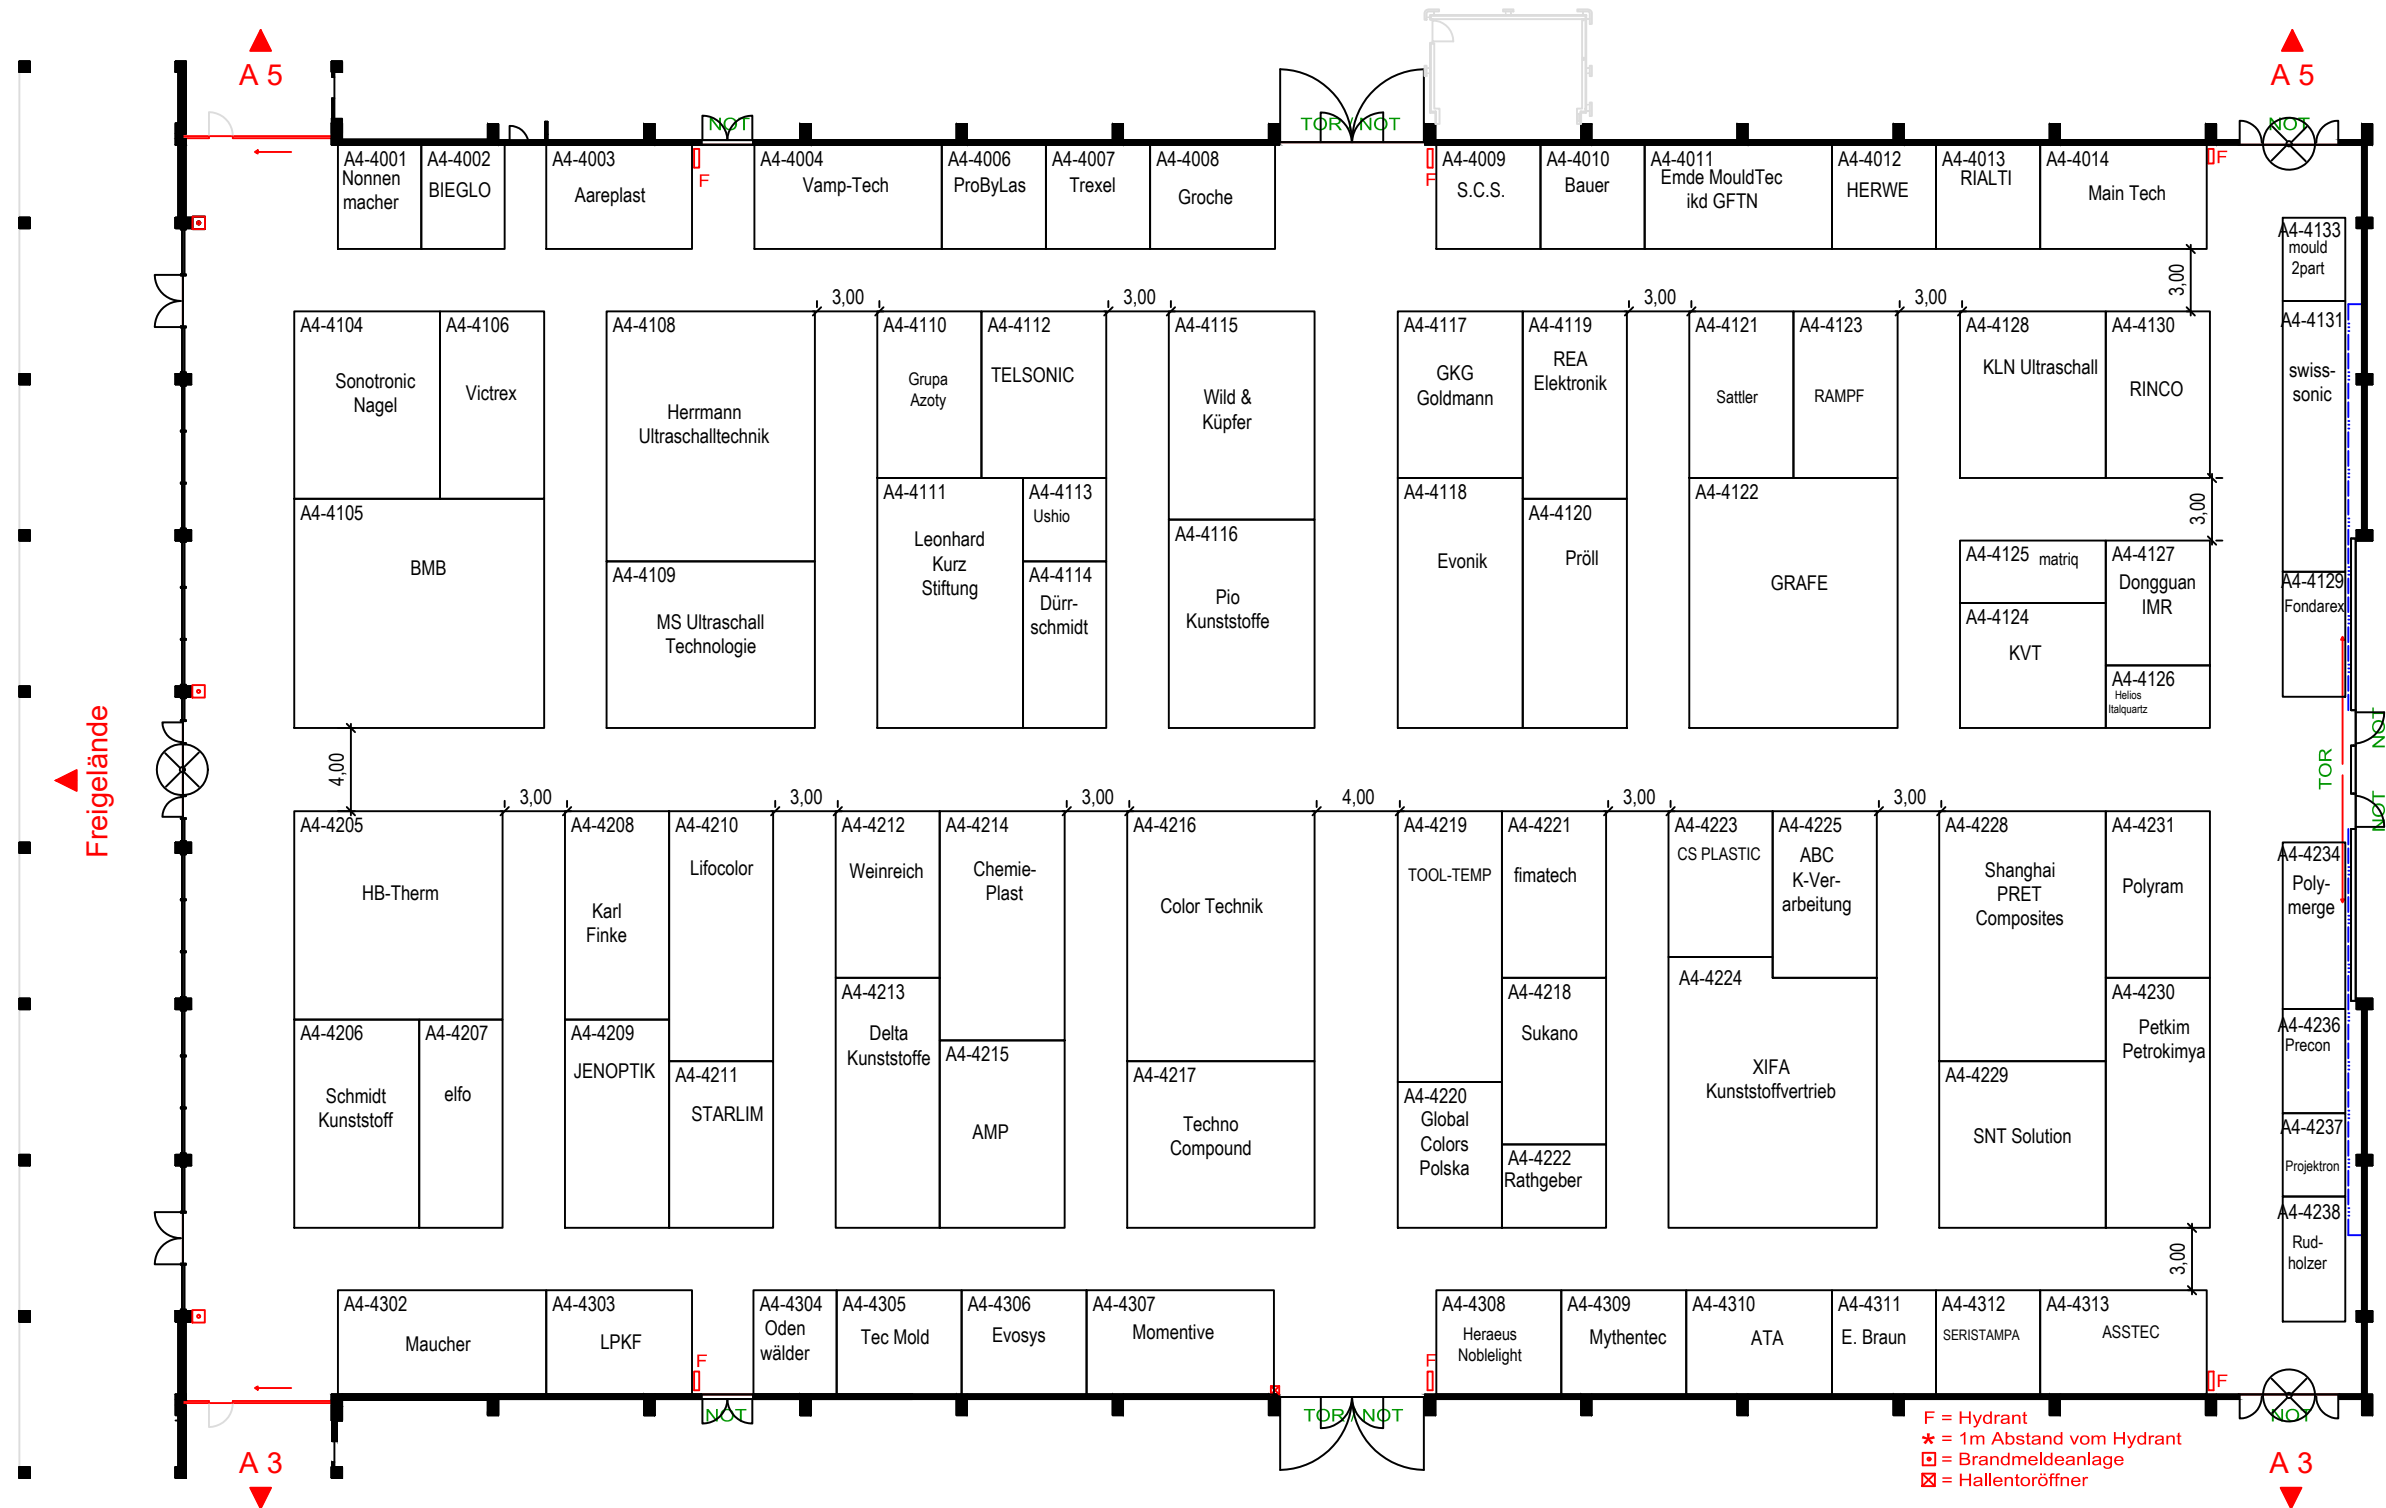 A 5
A 5
NOT
TOR / NOT
NOT
A4-4001
Nonnen
macher
A4-4002
BIEGLO
A4-4003
Aareplast
F
A4-4004
Vamp-Tech
A4-4006
ProByLas
A4-4007
Trexel
A4-4008
Groche
F
A4-4009
S.C.S.
A4-4010
Bauer
A4-4011
Emde MouldTec
ikd GFTN
A4-4012
HERWE
A4-4013
RIALTI
A4-4014
Main Tech
F
A4-4133
mould
2part
3,00
3,00
3,00
3,00
3,00
A4-4104
Sonotronic
Nagel
A4-4106
Victrex
A4-4108
Herrmann
Ultraschalltechnik
A4-4110
Grupa
Azoty
A4-4112
TELSONIC
A4-4115
Wild &
Küpfer
A4-4117
GKG
Goldmann
A4-4119
REA
Elektronik
A4-4121
Sattler
A4-4123
RAMPF
A4-4128
KLN Ultraschall
A4-4130
RINCO
A4-4131
swiss-
sonic
A4-4105
BMB
A4-4109
MS Ultraschall
Technologie
A4-4111
Leonhard
Kurz
Stiftung
A4-4113
Ushio
A4-4114
Dürr-
schmidt
A4-4116
Pio
Kunststoffe
A4-4118
Evonik
A4-4120
Pröll
A4-4122
GRAFE
3,00
A4-4125 matriq
A4-4127
Dongguan
IMR
A4-4124
KVT
A4-4126
Helios
Italquartz
A4-4129
Fondarex
Freigelände
4,00
TOR
NOT
NOT
3,00
3,00
3,00
4,00
3,00
3,00
A4-4205
HB-Therm
A4-4208
Karl
Finke
A4-4210
Lifocolor
A4-4212
Weinreich
A4-4214
Chemie-
Plast
A4-4216
Color Technik
A4-4219
TOOL-TEMP
A4-4221
fimatech
A4-4223
CS PLASTIC
A4-4225
ABC
K-Ver-
arbeitung
A4-4228
Shanghai
PRET
Composites
A4-4231
Polyram
A4-4234
Poly-
merge
A4-4206
Schmidt
Kunststoff
A4-4207
elfo
A4-4209
JENOPTIK
A4-4211
STARLIM
A4-4213
Delta
Kunststoffe
A4-4215
AMP
A4-4217
Techno
Compound
A4-4220
Global
Colors
Polska
A4-4218
Sukano
A4-4222
Rathgeber
A4-4224
XIFA
Kunststoffvertrieb
A4-4229
SNT Solution
A4-4230
Petkim
Petrokimya
A4-4236
Precon
A4-4237
Projektron
A4-4238
Rud-
holzer
3,00
A4-4302
Maucher
A4-4303
LPKF
F
A4-4304
Oden
wälder
A4-4305
Tec Mold
A4-4306
Evosys
A4-4307
Momentive
F
A4-4308
Heraeus
Noblelight
A4-4309
Mythentec
A4-4310
ATA
A4-4311
E. Braun
A4-4312
SERISTAMPA
A4-4313
ASSTEC
F
NOT
TOR / NOT
NOT
F = Hydrant
* = 1m Abstand vom Hydrant
= Brandmeldeanlage
= Hallentoröffner
A 3
A 3